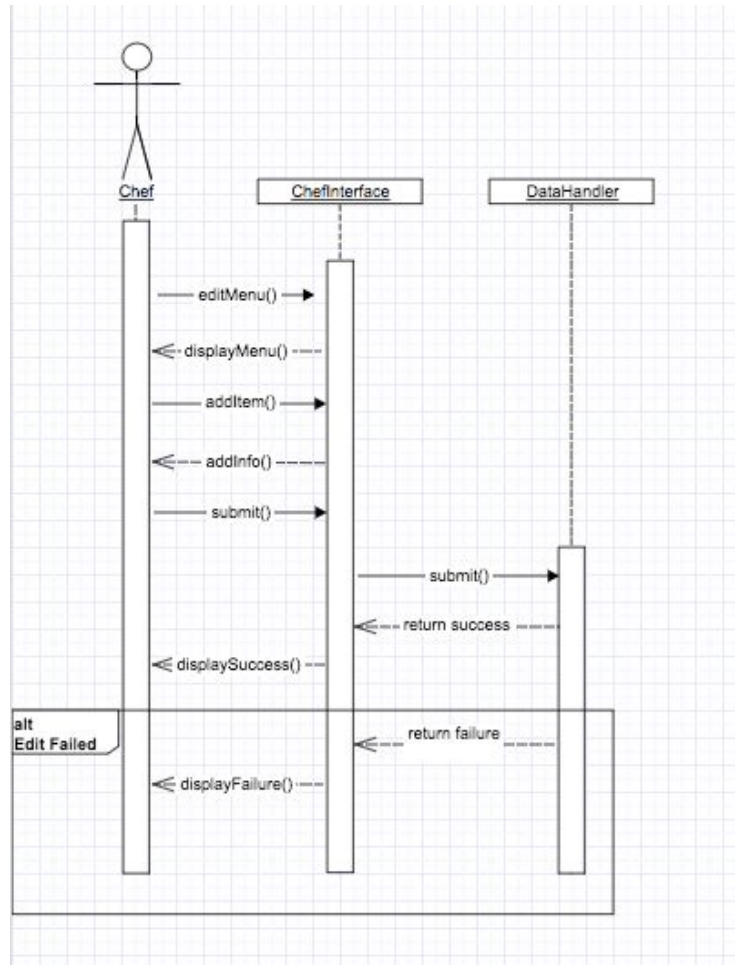 Chef
ChefInterface
DataHandler
editMenu()
displayMenu()
addItem()
addInfo()
submit()
submit()
return success
displaySuccess()
alt
Edit Failed
return failure
displayFailure()